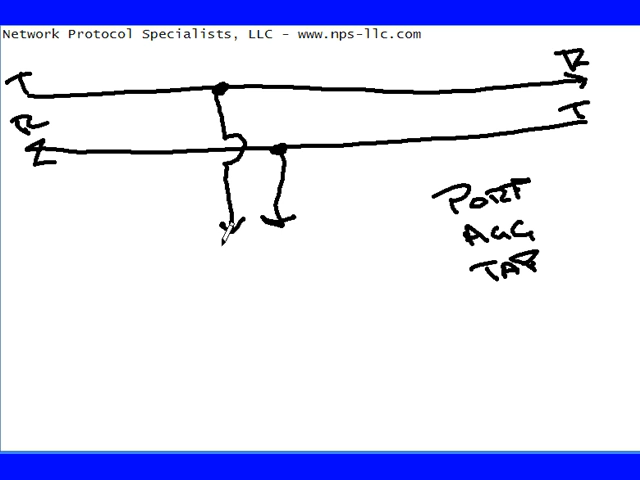 Network Protocol Specialists, LLC - www.nps-llc.com
T R
R T
PORT
AGG
TAP